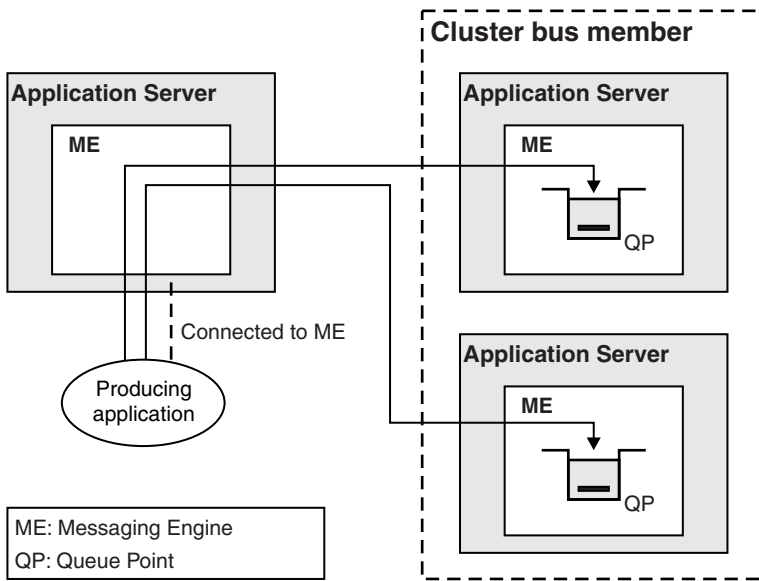 Cluster bus member
Application Server
ME
Application Server
ME
QP
Connected to ME
Producing
application
Application Server
ME
QP
ME: Messaging Engine
QP: Queue Point